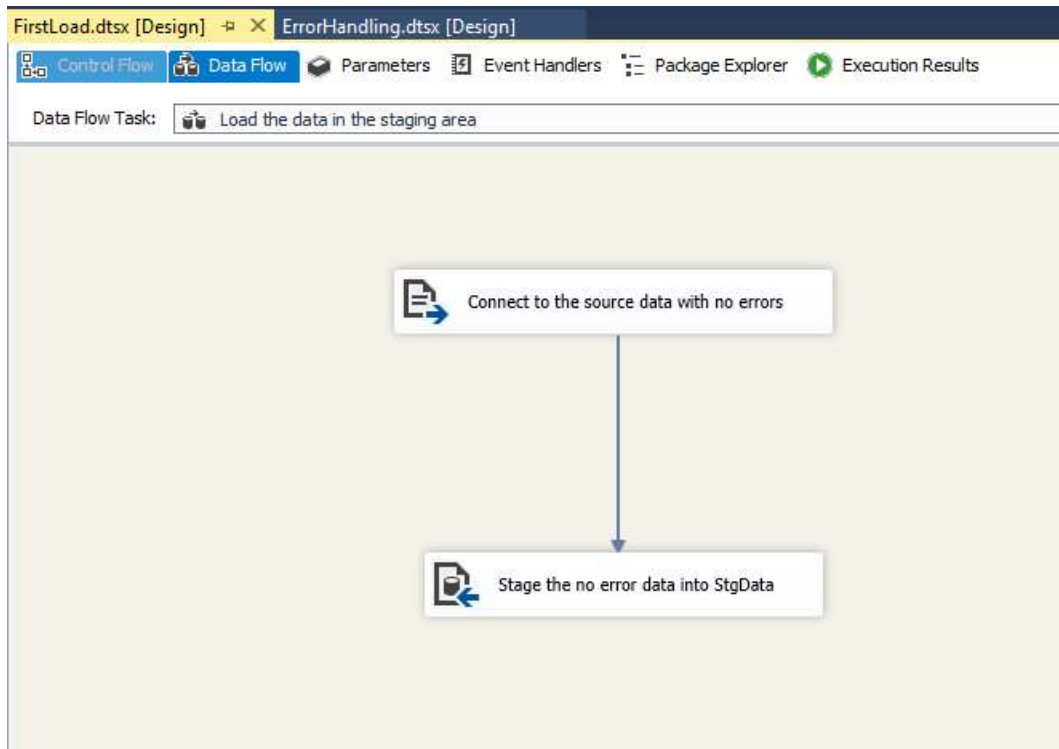 FirstLoad.dtsx [Design] ErrorHandling.dtsx [Design]
Control Flow Data Flow Parameters Event Handlers Package Explorer Execution Results
Data Flow Task: Load the data in the staging area
Connect to the source data with no errors
Stage the no error data into StgData